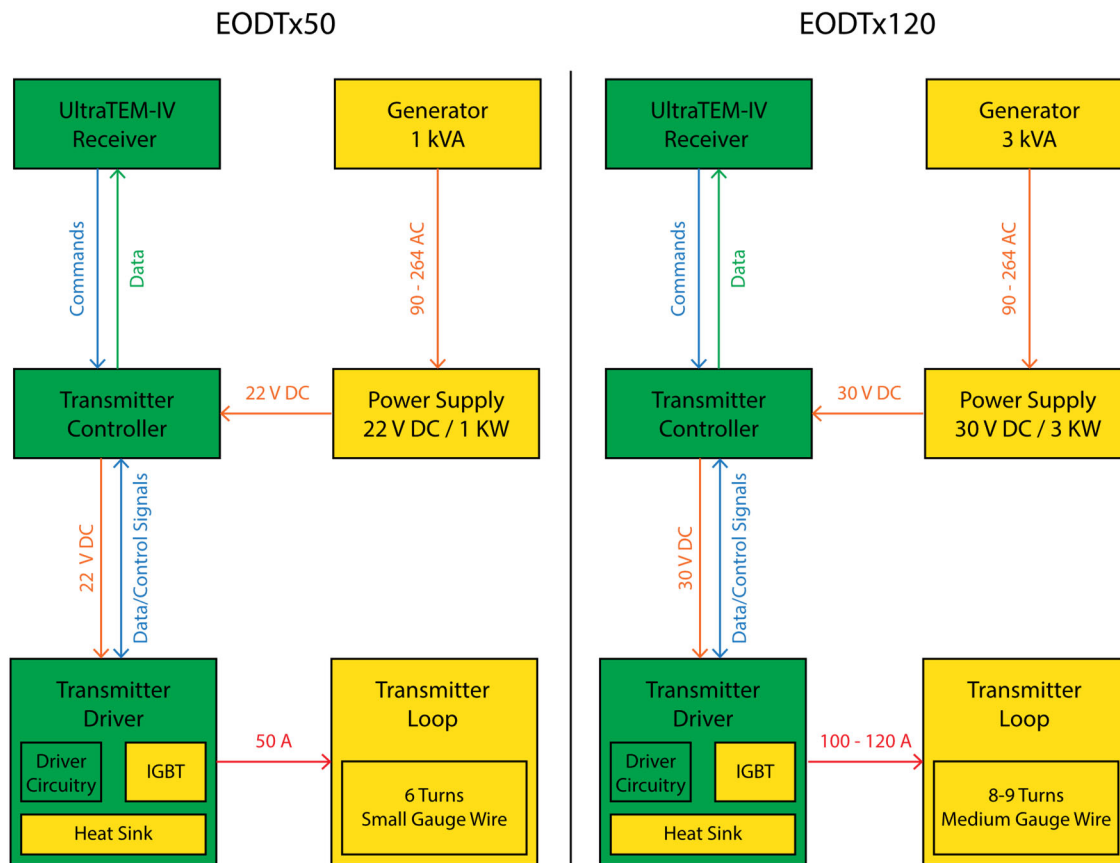 EODTx50
UltraTEM-IV
Receiver
Generator
1 kVA
Commands
Data
90 - 264 AC
Transmitter
Controller
22 V DC
Power Supply
22 V DC / 1 KW
22 V DC
Data/Control Signals
Transmitter
Driver
Driver
Circuitry
IGBT
Heat Sink
50 A
Transmitter
Loop
6 Turns
Small Gauge Wire
EODTx120
UltraTEM-IV
Receiver
Generator
3 kVA
Commands
Data
90 - 264 AC
Transmitter
Controller
30 V DC
Power Supply
30 V DC / 3 KW
30 V DC
Data/Control Signals
Transmitter
Driver
Driver
Circuitry
IGBT
Heat Sink
100 - 120 A
Transmitter
Loop
8-9 Turns
Medium Gauge Wire